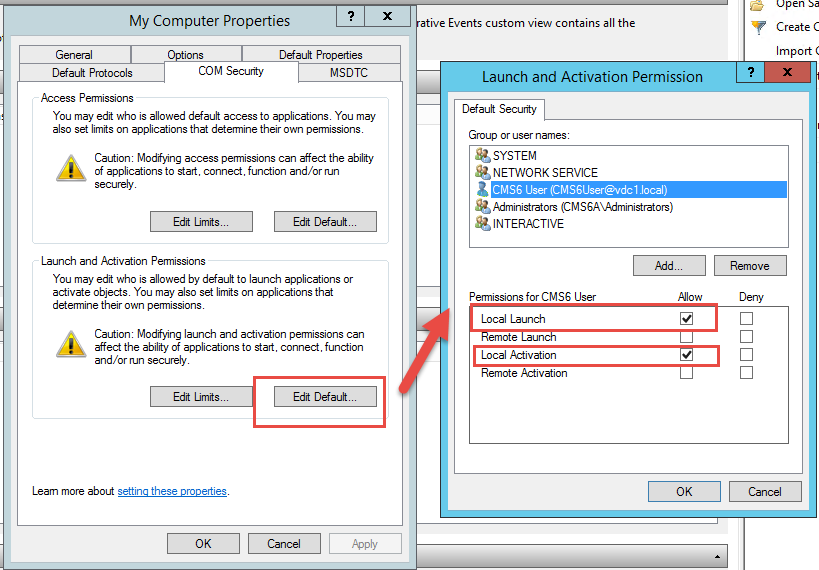 My Computer Properties
?
x
General
Options
Default Properties
Default Protocols
COM Security
MSDTC
Access Permissions
You may edit who is allowed default access to applications. You may
also set limits on applications that determine their own permissions.
Caution: Modifying access permissions can affect the ability
of applications to start, connect, function and/or run
securely.
Edit Limits...
Edit Default...
Launch and Activation Permissions
You may edit who is allowed by default to launch applications or
activate objects. You may also set limits on applications that
determine their own permissions.
Caution: Modifying launch and activation permissions can
affect the ability of applications to start, connect, function
and/or run securely.
Edit Limits...
Edit Default...
Learn more about setting these properties.
OK
Cancel
Apply
rative Events custom view contains all the
Open Sa
Create C
Import C
Launch and Activation Permission
?
x
Default Security
Group or user names:
SYSTEM
NETWORK SERVICE
CMS6 User (CMS6User@vdc1.local)
Administrators (CMS6A\Administrators)
INTERACTIVE
Add...
Remove
Permissions for CMS6 User
Allow
Deny
Local Launch
Remote Launch
Local Activation
Remote Activation
OK
Cancel